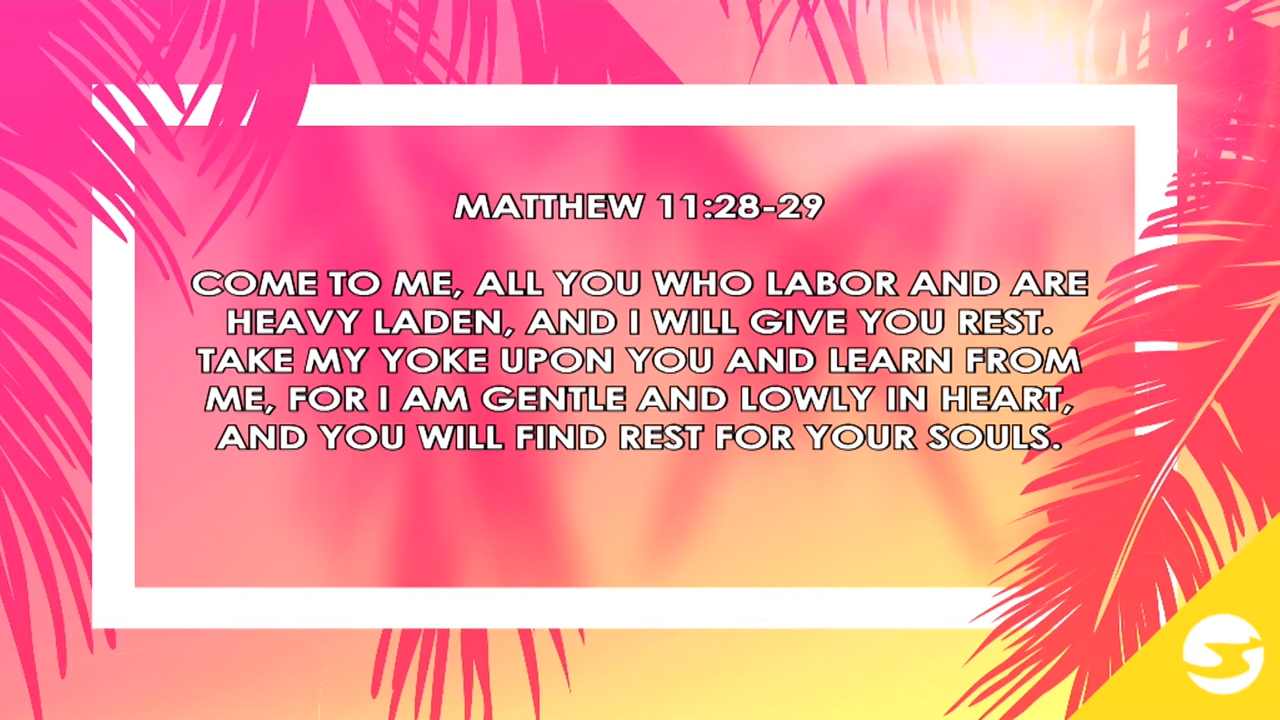 MATTHEW 11:28-29
COME TO ME, ALL YOU WHO LABOR AND ARE
HEAVY LADEN, AND I WILL GIVE YOU REST.
TAKE MY YOKE UPON YOU AND LEARN FROM
ME, FOR I AM GENTLE AND LOWLY IN HEART,
AND YOU WILL FIND REST FOR YOUR SOULS.